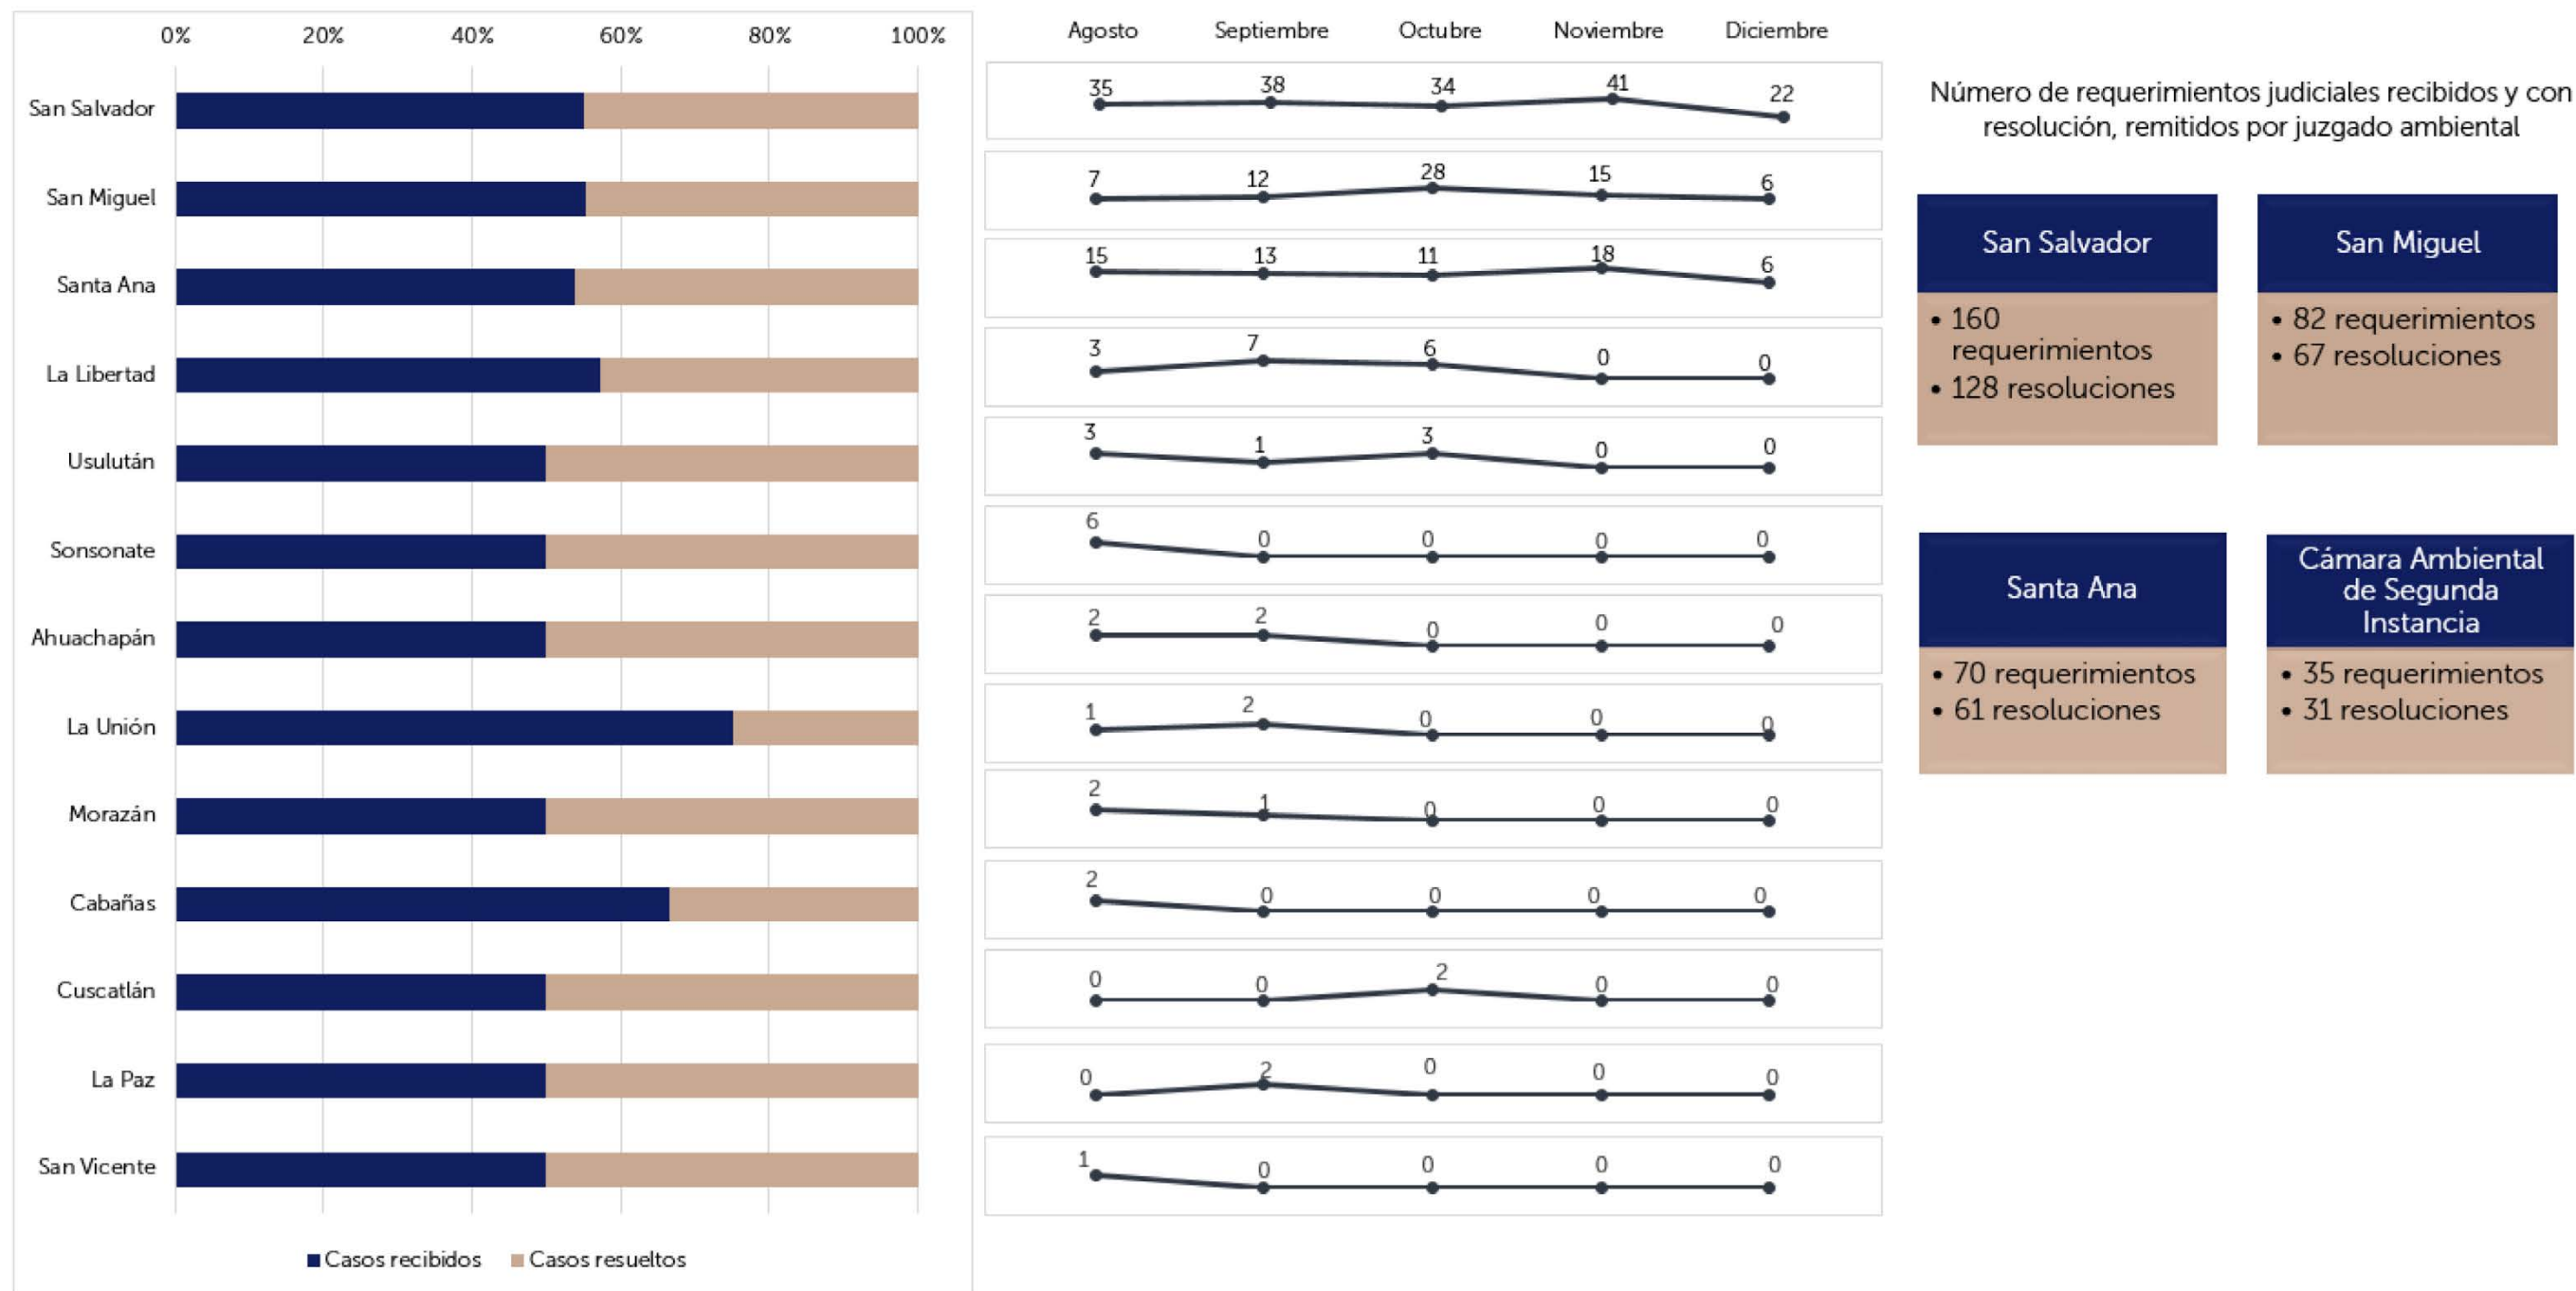 0% 20% 40% 60% 80% 100%
San Salvador
San Miguel
Santa Ana
La Libertad
Usulután
Sonsonate
Ahuachapán
La Unión
Morazán
Cabañas
Cuscatlán
La Paz
San Vicente
Casos recibidos Casos resueltos
Agosto Septiembre Octubre Noviembre Diciembre
35 38 34 41 22
7 12 28 15 6
15 13 11 18 6
3 7 6 0 0
3 1 3 0 0
6 0 0 0 0
2 2 0 0 0
1 2 0 0 0
2 1 0 0 0
2 0 0 0 0
0 0 2 0 0
0 2 0 0 0
1 0 0 0 0
Número de requerimientos judiciales recibidos y con
resolución, remitidos por juzgado ambiental
San Salvador
• 160
requerimientos
• 128 resoluciones
San Miguel
• 82 requerimientos
• 67 resoluciones
Santa Ana
• 70 requerimientos
• 61 resoluciones
Cámara Ambiental
de Segunda
Instancia
• 35 requerimientos
• 31 resoluciones